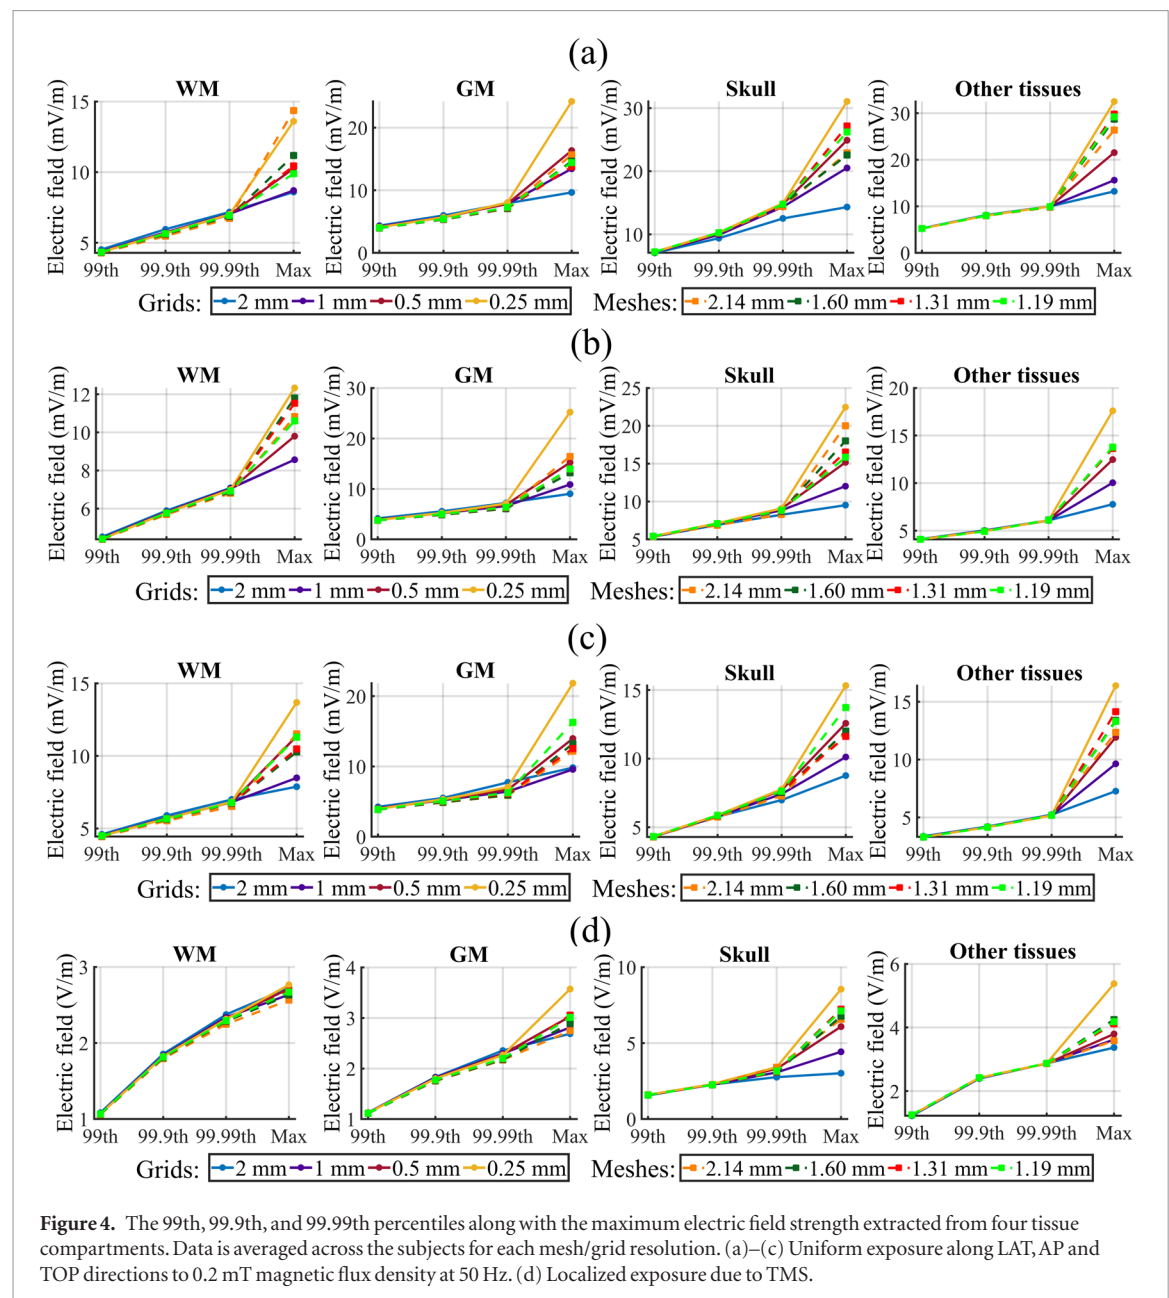 (a)
WM GM Skull Other tissues
Electric field (mV/m) 15 10 5 99th 99.9th 99.99th Max
Electric field (mV/m) 20 10 0 99th 99.9th 99.99th Max
Electric field (mV/m) 30 20 10 99th 99.9th 99.99th Max
Electric field (mV/m) 30 20 10 0 99th 99.9th 99.99th Max
Grids: 2 mm 1 mm 0.5 mm 0.25 mm Meshes: 2.14 mm 1.60 mm 1.31 mm 1.19 mm
(b)
WM GM Skull Other tissues
Electric field (mV/m) 12 10 8 6 99th 99.9th 99.99th Max
Electric field (mV/m) 30 20 10 0 99th 99.9th 99.99th Max
Electric field (mV/m) 25 20 15 10 5 99th 99.9th 99.99th Max
Electric field (mV/m) 20 15 10 5 99th 99.9th 99.99th Max
Grids: 2 mm 1 mm 0.5 mm 0.25 mm Meshes: 2.14 mm 1.60 mm 1.31 mm 1.19 mm
(c)
WM GM Skull Other tissues
Electric field (mV/m) 15 10 5 99th 99.9th 99.99th Max
Electric field (mV/m) 20 10 0 99th 99.9th 99.99th Max
Electric field (mV/m) 15 10 5 99th 99.9th 99.99th Max
Electric field (mV/m) 15 10 5 99th 99.9th 99.99th Max
Grids: 2 mm 1 mm 0.5 mm 0.25 mm Meshes: 2.14 mm 1.60 mm 1.31 mm 1.19 mm
(d)
WM GM Skull Other tissues
Electric field (V/m) 3 2 1 99th 99.9th 99.99th Max
Electric field (V/m) 4 3 2 1 99th 99.9th 99.99th Max
Electric field (V/m) 10 5 0 99th 99.9th 99.99th Max
Electric field (V/m) 6 4 2 99th 99.9th 99.99th Max
Grids: 2 mm 1 mm 0.5 mm 0.25 mm Meshes: 2.14 mm 1.60 mm 1.31 mm 1.19 mm
Figure 4. The 99th, 99.9th, and 99.99th percentiles along with the maximum electric field strength extracted from four tissue
compartments. Data is averaged across the subjects for each mesh/grid resolution. (a)–(c) Uniform exposure along LAT, AP and
TOP directions to 0.2 mT magnetic flux density at 50 Hz. (d) Localized exposure due to TMS.